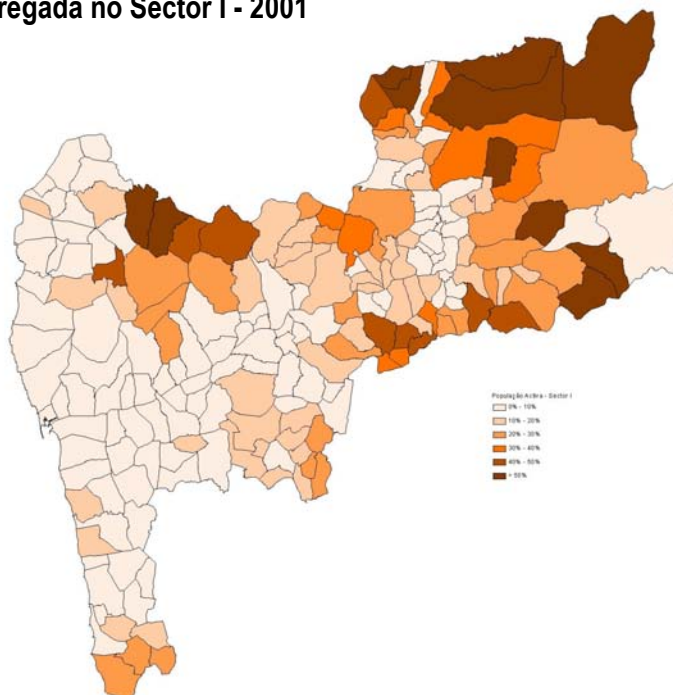 regada no Sector I - 2001
População Activa - Sector I
0% - 10%
10% - 20%
20% - 30%
30% - 40%
40% - 50%
> 50%